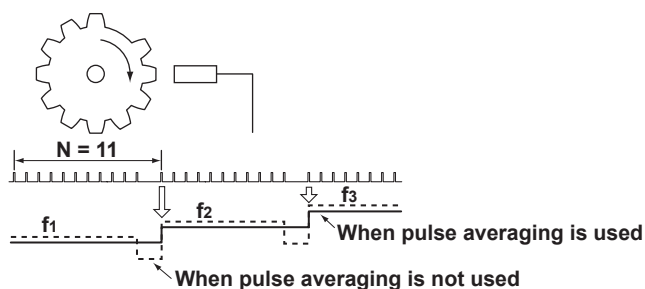 N = 11
f1
f2
f3
When pulse averaging is used
When pulse averaging is not used